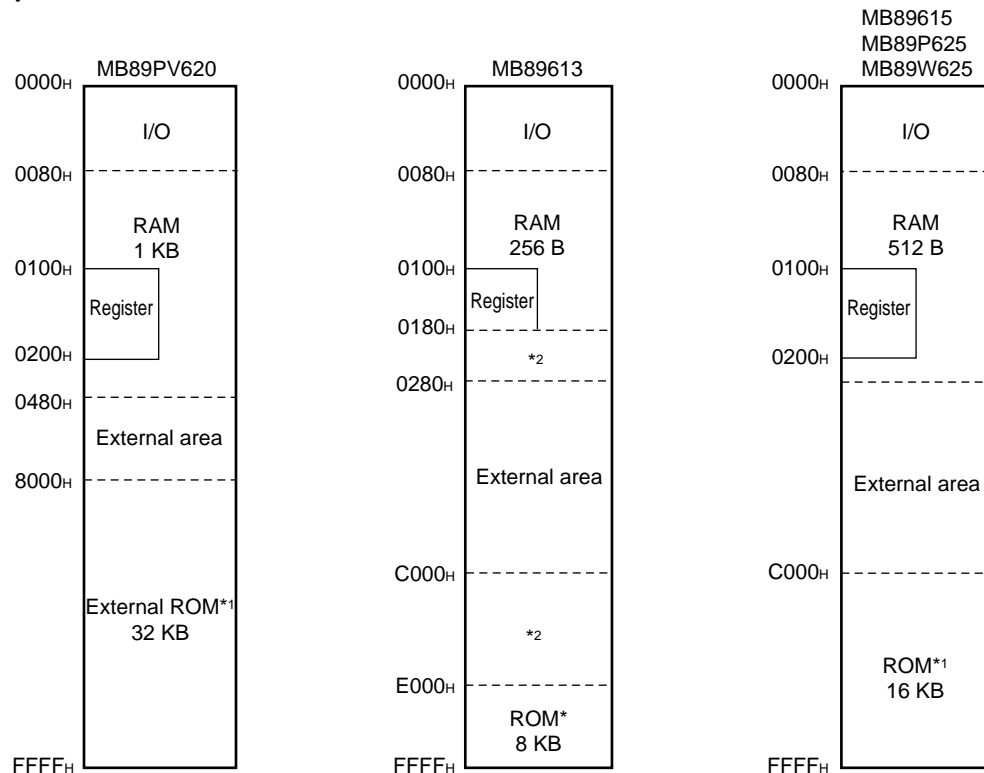 MB89PV620
0000H
I/O
0080H
RAM
1 KB
0100H
Register
0200H
0480H
External area
8000H
External ROM*1
32 KB
FFFFH
MB89613
0000H
I/O
0080H
RAM
256 B
0100H
Register
0180H
*2
0280H
External area
C000H
*2
E000H
ROM*
8 KB
FFFFH
MB89615
MB89P625
MB89W625
0000H
I/O
0080H
RAM
512 B
0100H
Register
0200H
External area
C000H
ROM*1
16 KB
FFFFH